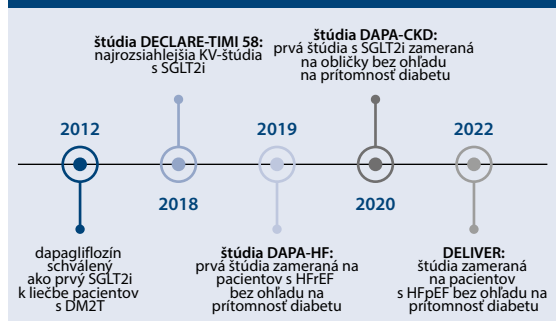 štúdia DECLARE-TIMI 58:
najrozsiahlejšia KV-štúdia
s SGLT2i
štúdia DAPA-CKD:
prvá štúdia s SGLT2i zameraná
na obličky bez ohľadu
na prítomnosť diabetu
2012
2019
2022
2018
2020
dapagliflozín
schválený
ako prvý SGLT2i
k liečbe pacientov
s DM2T
štúdia DAPA-HF:
prvá štúdia zameraná na
pacientov s HFrEF
bez ohľadu na
prítomnosť diabetu
DELIVER:
štúdia zameraná
na pacientov
s HFpEF bez ohľadu na
prítomnosť diabetu